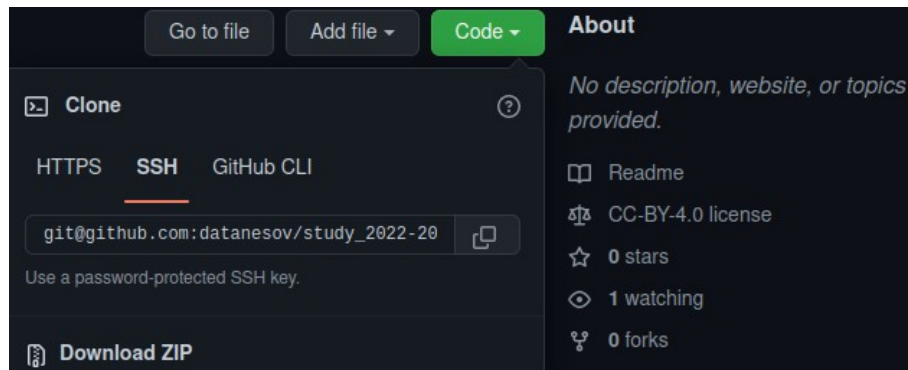 Go to file
Add file
Code
Clone
HTTPS
SSH
GitHub CLI
git@github.com:datanesov/study_2022-20
Use a password-protected SSH key.
Download ZIP
About
No description, website, or topics
provided.
Readme
CC-BY-4.0 license
0 stars
1 watching
0 forks